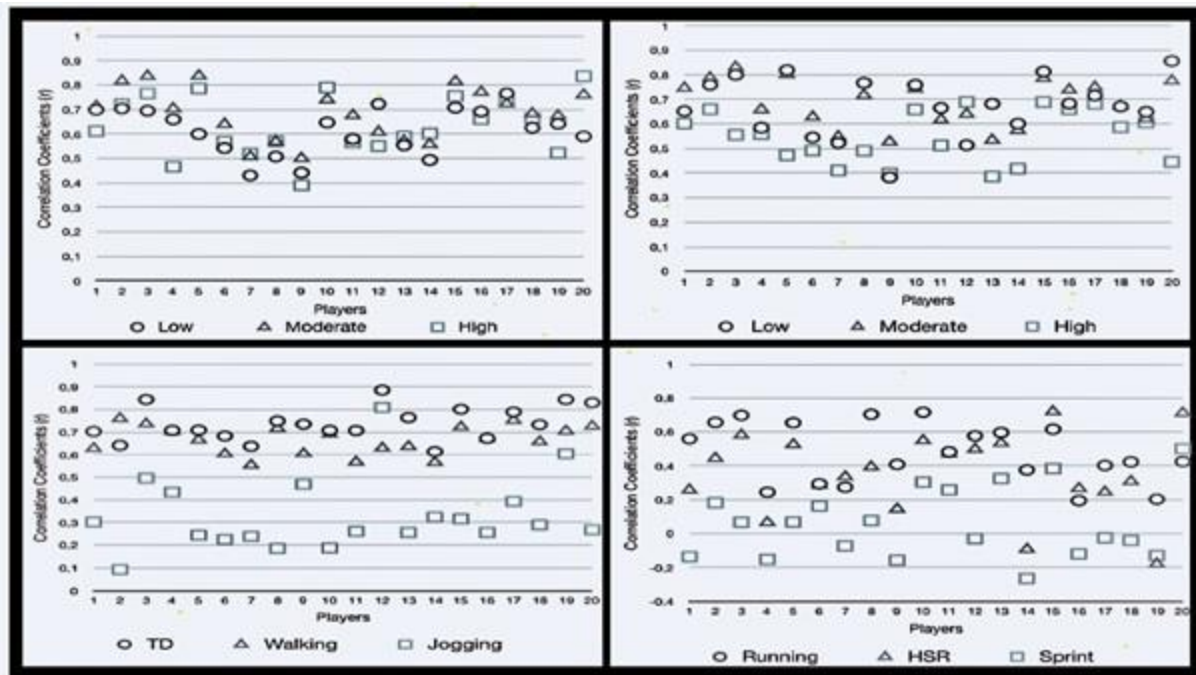 1
0.9
0.8
0.7
0.6
0.5
0.4
0.3
0.2
0.1
0
Correlation Coefficients (r)
1 2 3 4 5 6 7 8 9 10 11 12 13 14 15 16 17 18 19 20
Players
Low Moderate High
1
0.9
0.8
0.7
0.6
0.5
0.4
0.3
0.2
0.1
0
Correlation Coefficients (r)
1 2 3 4 5 6 7 8 9 10 11 12 13 14 15 16 17 18 19 20
Players
Low Moderate High
1
0.9
0.8
0.7
0.6
0.5
0.4
0.3
0.2
0.1
0
Correlation Coefficients (r)
1 2 3 4 5 6 7 8 9 10 11 12 13 14 15 16 17 18 19 20
Players
TD Walking Jogging
1
0.8
0.6
0.4
0.2
0
-0.2
-0.4
Correlation Coefficients (r)
1 2 3 4 5 6 7 8 9 10 11 12 13 14 15 16 17 18 19 20
Players
Running HSR Sprint